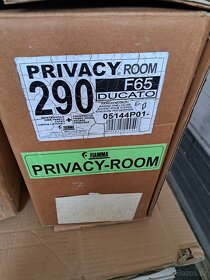 PRIVACY ROOM
290
F65
DUCATO
05144P01-
FIAMMA
PRIVACY-ROOM